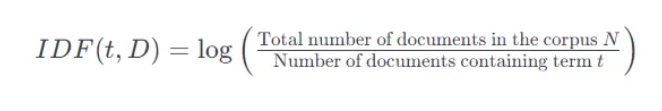 IDF(t, D) = log ( Total number of documents in the corpus N / Number of documents containing term t )